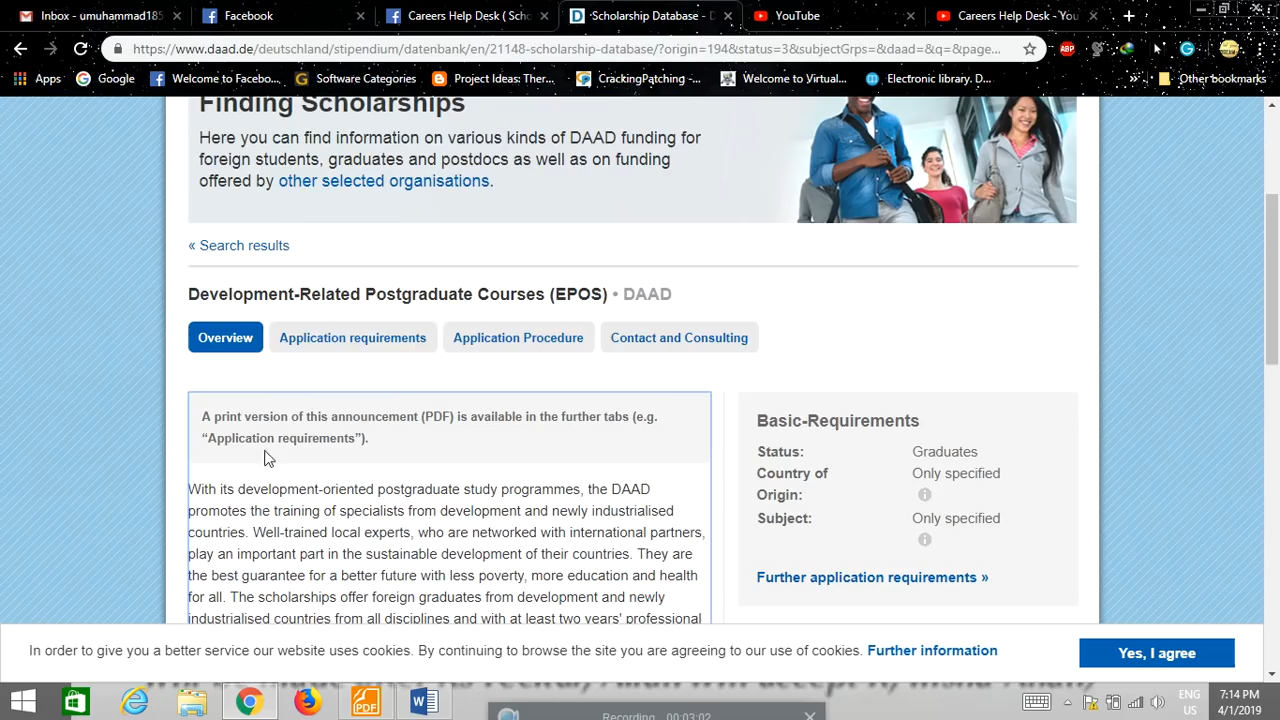 Inbox - emuhammad185
Facebook
Careers Help Desk ( Sch
Scholarship Database - D
YouTube
Careers Help Desk - You
https://www.daad.de/deutschland/stipendium/datenbank/en/21148-scholarship-database/?origin=194&status=3&subjectGrps=&daad=&q=&page...
ABP
Apps
Google
Welcome to Facebo...
Software Categories
Project Ideas: Ther...
CrackingPatching -...
Welcome to Virtual...
Electronic library. D...
Other bookmarks
Finding Scholarships
Here you can find information on various kinds of DAAD funding for
foreign students, graduates and postdocs as well as on funding
offered by other selected organisations.
« Search results
Development-Related Postgraduate Courses (EPOS) • DAAD
Overview
Application requirements
Application Procedure
Contact and Consulting
A print version of this announcement (PDF) is available in the further tabs (e.g.
“Application requirements”).
With its development-oriented postgraduate study programmes, the DAAD
promotes the training of specialists from development and newly industrialised
countries. Well-trained local experts, who are networked with international partners,
play an important part in the sustainable development of their countries. They are
the best guarantee for a better future with less poverty, more education and health
for all. The scholarships offer foreign graduates from development and newly
industrialised countries from all disciplines and with at least two years' professional
Basic-Requirements
Status: Graduates
Country of Only specified
Origin:
Subject: Only specified
Further application requirements »
In order to give you a better service our website uses cookies. By continuing to browse the site you are agreeing to our use of cookies. Further information
Yes, I agree
PDF
ENG
US
7:14 PM
4/1/2019
Recording 00:03:02